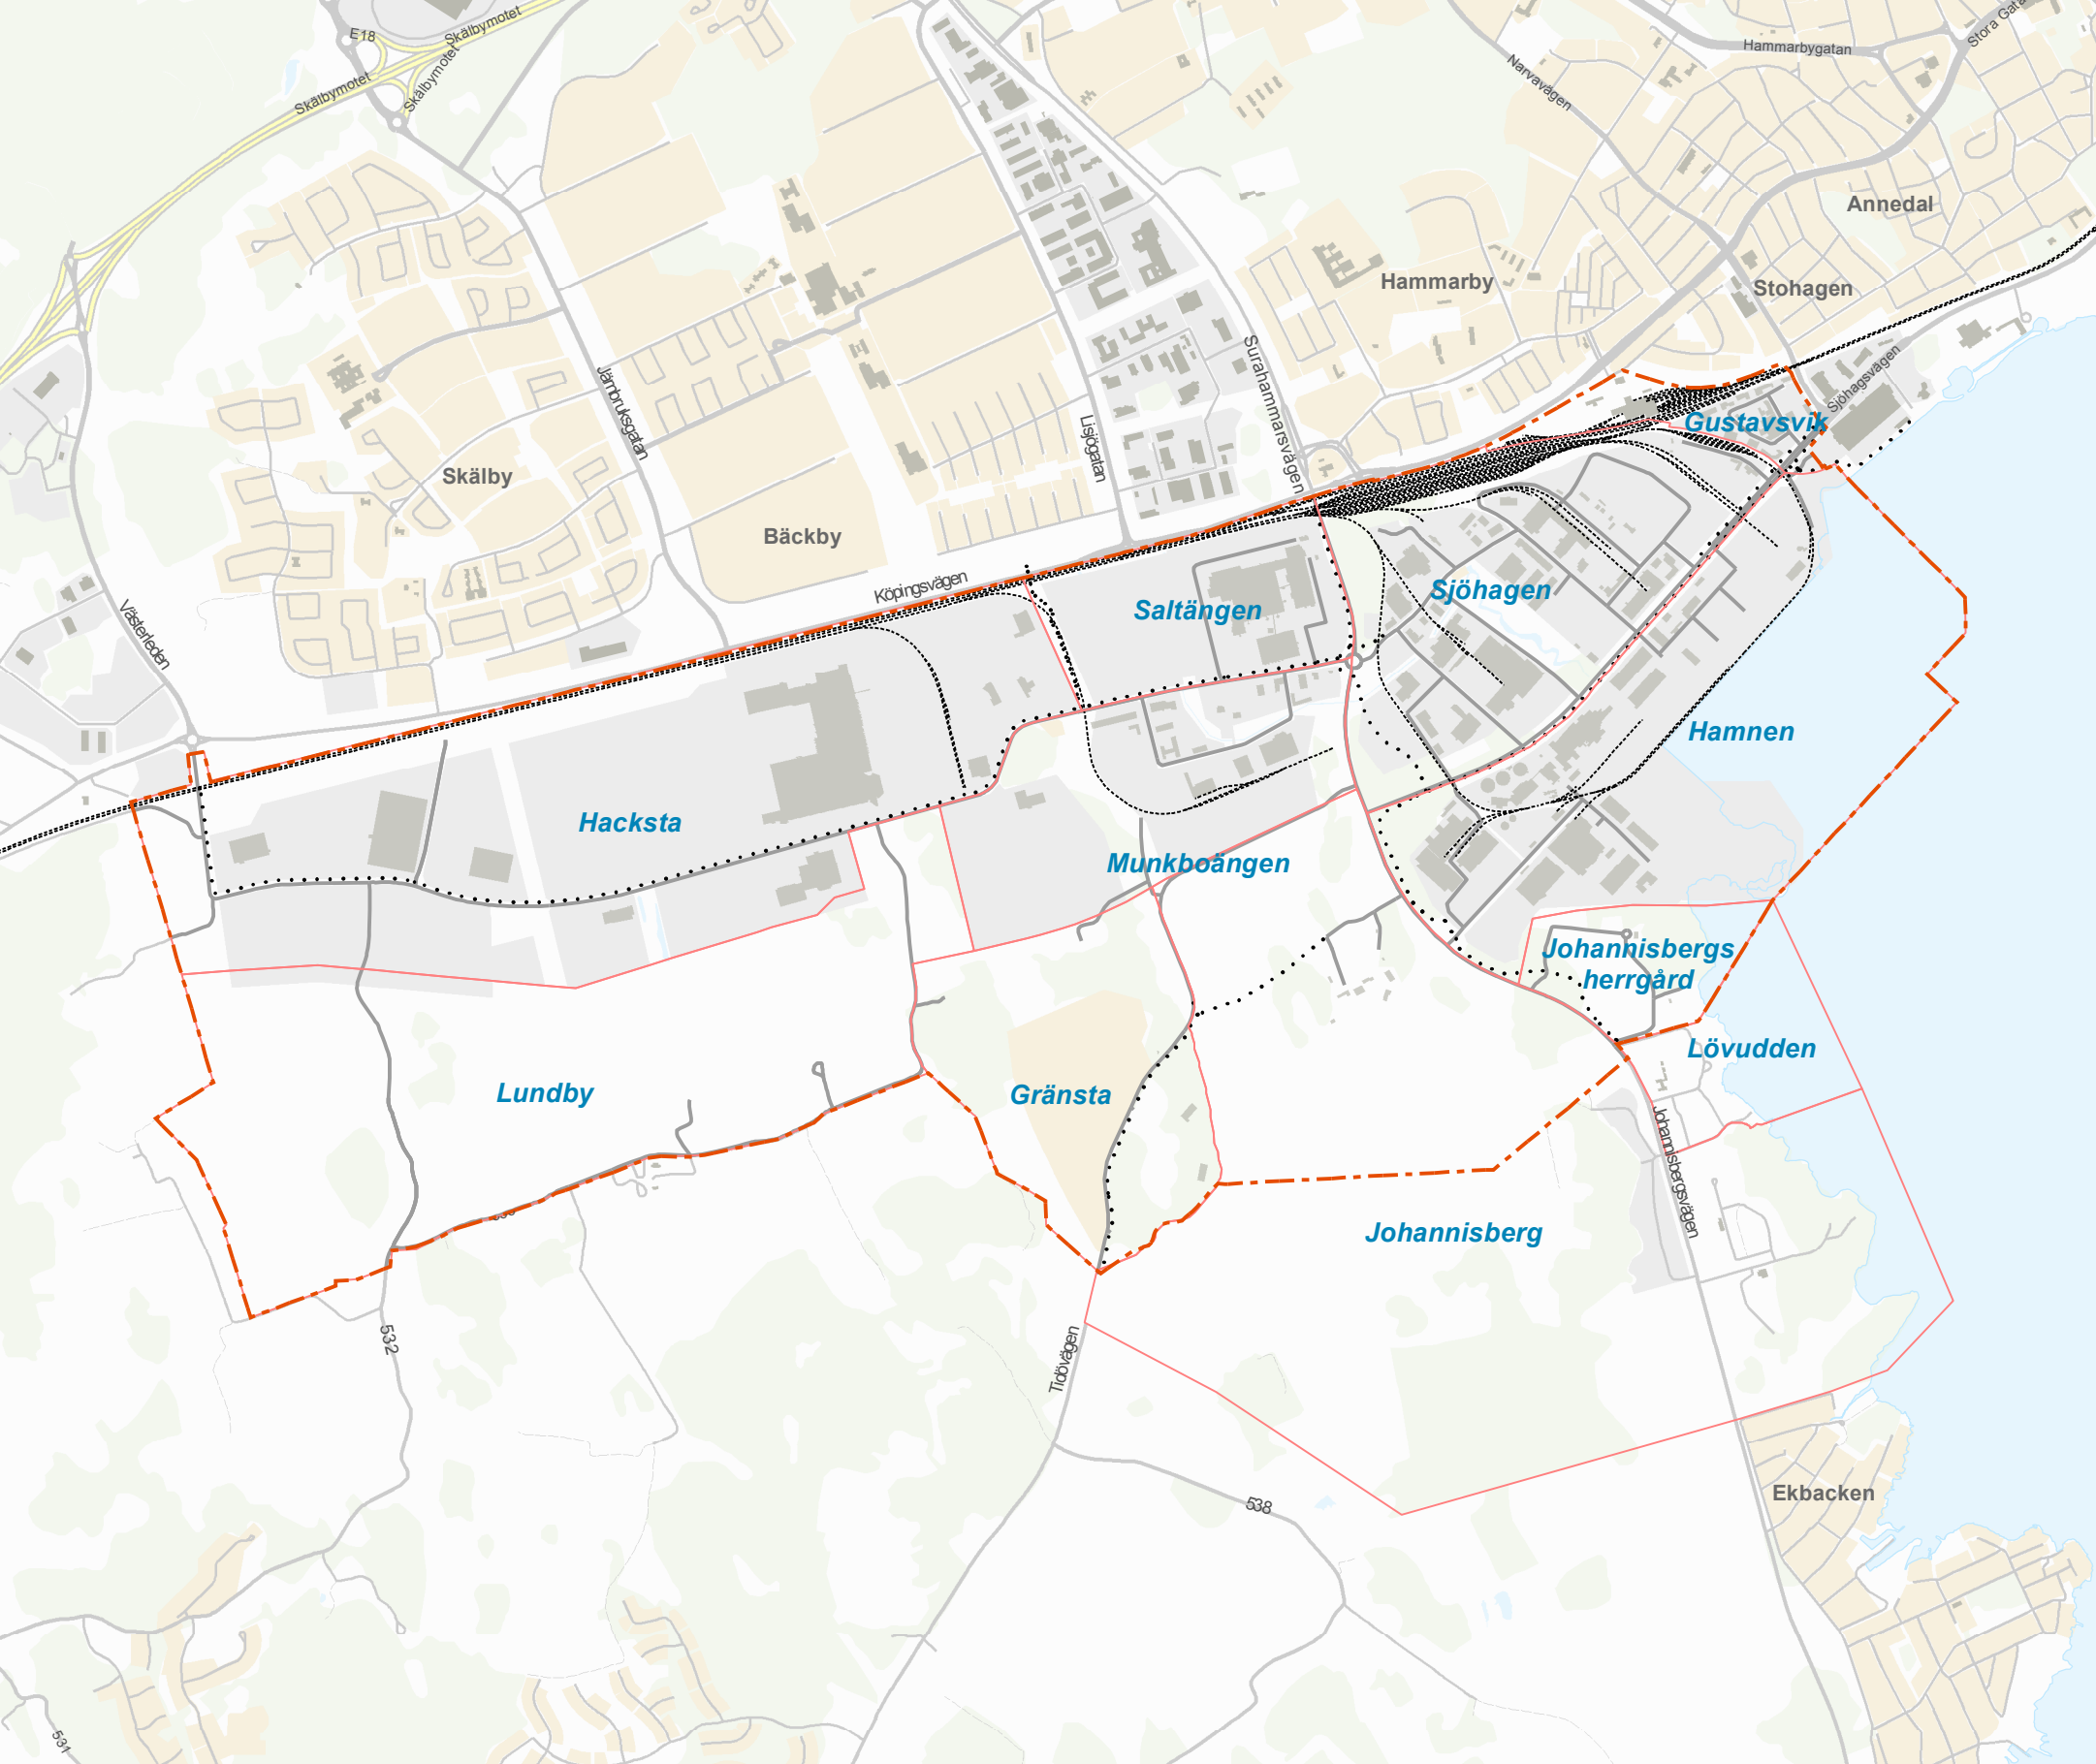 E18
Skälbymotet
Skälbymotet
Skälbymotet
Hammarbygatan
Stora Gata
Narvavägen
Annedal
Hammarby
Stohagen
Surahammarsvägen
Sjöhagsvägen
Järnbruksgatan
Lisjögatan
Gustavsvik
Skälby
Bäckby
Köpingsvägen
Saltängen
Sjöhagen
Västerleden
Hamnen
Hacksta
Munkboängen
Johannisbergs
herrgård
Lövudden
Lundby
Gränsta
Johannisbergsvägen
Johannisberg
532
Tidövägen
Ekbacken
538
531